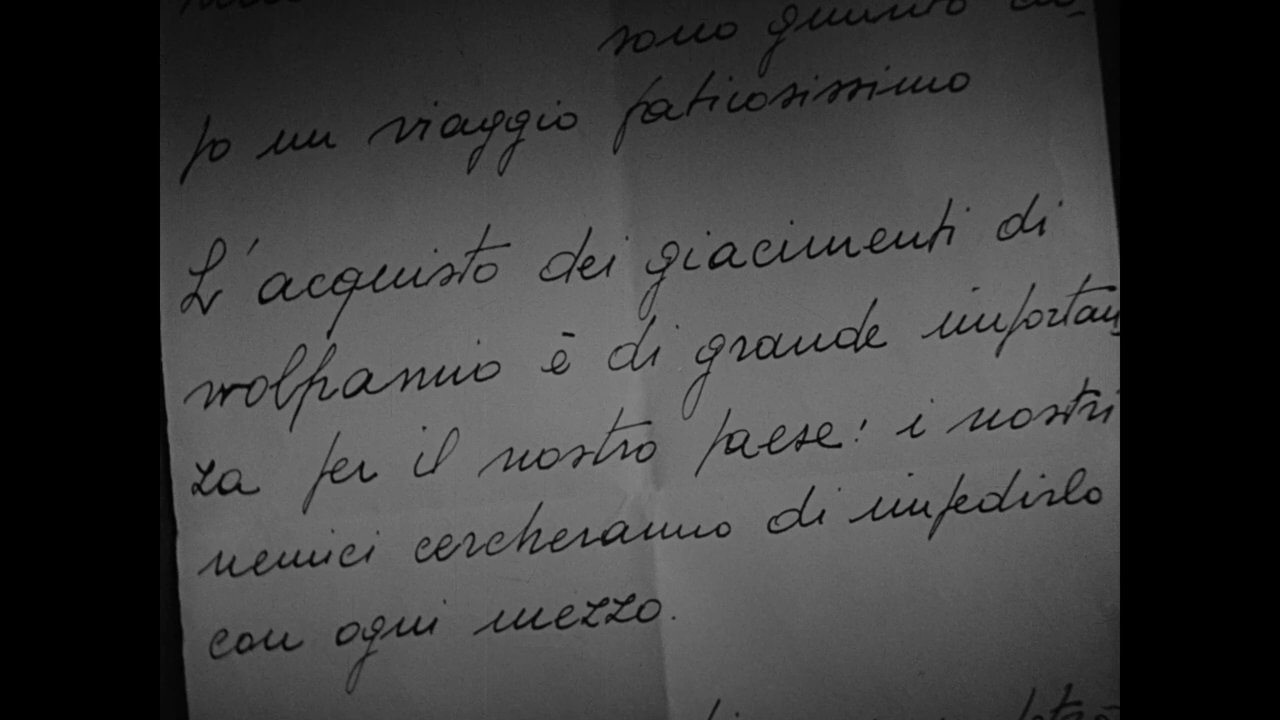 sono giunto do-
po un viaggio faticosissimo
L'acquisto dei giacimenti di
wolframio è di grande importan-
za per il nostro paese: i nostri
nemici cercheranno di impedirlo
con ogni mezzo.